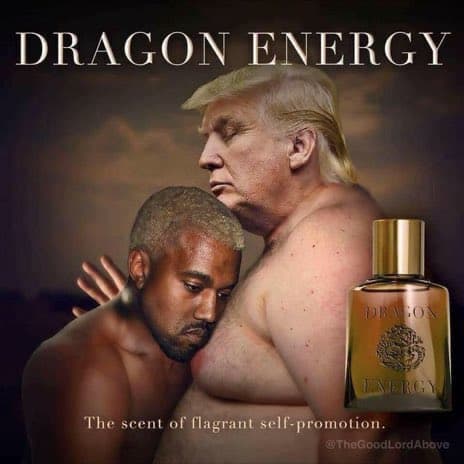 DRAGON ENERGY
DRAGON
ENERGY
The scent of flagrant self-promotion.
@TheGoodLordAbove